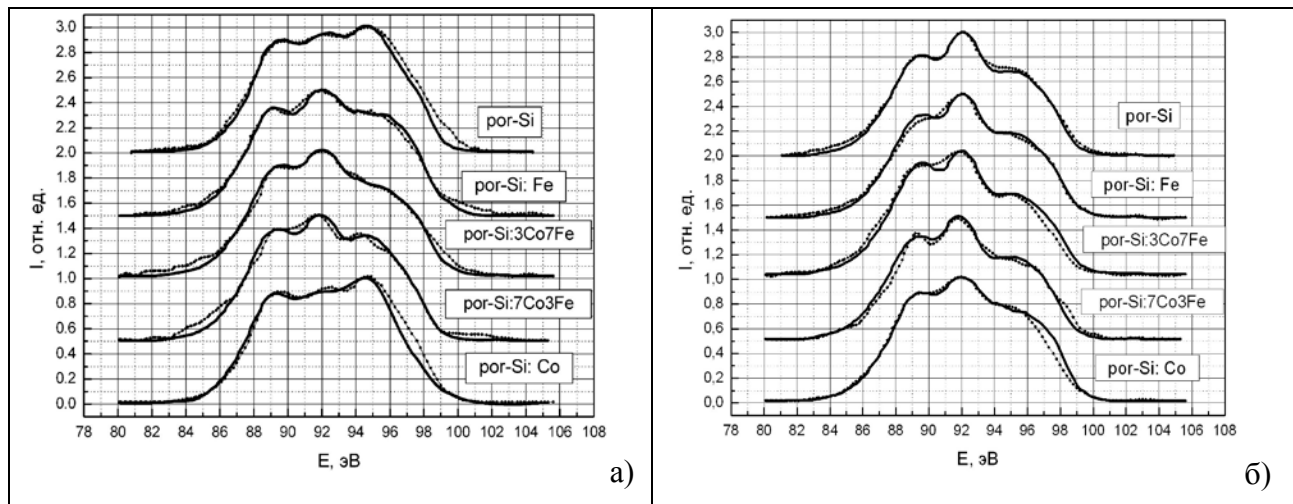 3.0
2.8
2.6
2.4
2.2
2.0
1.8
1.6
1.4
1.2
1.0
0.8
0.6
0.4
0.2
0.0
I, отн. ед.
por-Si
por-Si: Fe
por-Si:3Co7Fe
por-Si:7Co3Fe
por-Si: Co
78 80 82 84 86 88 90 92 94 96 98 100 102 104 106 108
E, эВ
а)
3,0
2,8
2,6
2,4
2,2
2,0
1,8
1,6
1,4
1,2
1,0
0,8
0,6
0,4
0,2
0,0
I, отн. ед.
por-Si
por-Si: Fe
por-Si:3Co7Fe
por-Si:7Co3Fe
por-Si: Co
78 80 82 84 86 88 90 92 94 96 98 100 102 104 106 108
E, эВ
б)